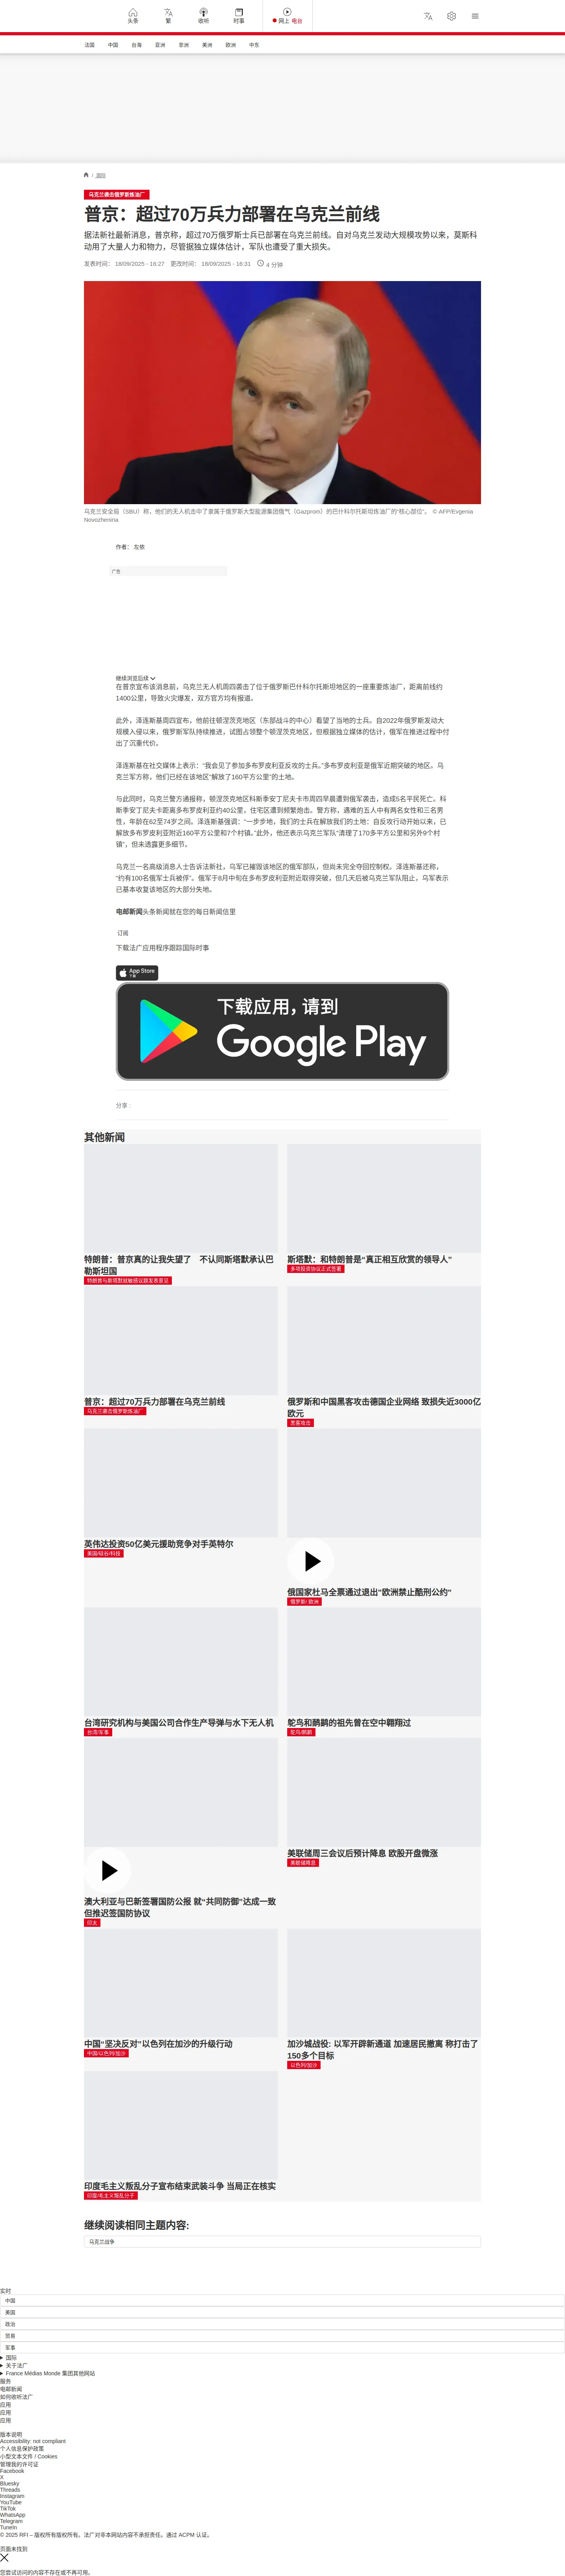 头条
繁
收听
时事
网上 电台
法国 中国 台海 亚洲 非洲 美洲 欧洲 中东
/ 国际
乌克兰袭击俄罗斯炼油厂
普京：超过70万兵力部署在乌克兰前线
据法新社最新消息，普京称，超过70万俄罗斯士兵已部署在乌克兰前线。自对乌克兰发动大规模攻势以来，莫斯科
动用了大量人力和物力，尽管据独立媒体估计，军队也遭受了重大损失。
发表时间： 18/09/2025 - 16:27 更改时间： 18/09/2025 - 16:31 4 分钟
乌克兰安全局（SBU）称，他们的无人机击中了隶属于俄罗斯大型能源集团俄气（Gazprom）的巴什科尔托斯坦炼油厂的“核心部位”。 © AFP/Evgenia
Novozhenina
作者： 左依
广告
继续浏览后续
在普京宣布该消息前，乌克兰无人机周四袭击了位于俄罗斯巴什科尔托斯坦地区的一座重要炼油厂，距离前线约
1400公里，导致火灾爆发，双方官方均有报道。
此外，泽连斯基周四宣布，他前往顿涅茨克地区（东部战斗的中心）看望了当地的士兵。自2022年俄罗斯发动大
规模入侵以来，俄罗斯军队持续推进，试图占领整个顿涅茨克地区，但根据独立媒体的估计，俄军在推进过程中付
出了沉重代价。
泽连斯基在社交媒体上表示：“我会见了参加多布罗皮利亚反攻的士兵。”多布罗皮利亚是俄军近期突破的地区。乌
克兰军方称，他们已经在该地区“解放了160平方公里”的土地。
与此同时，乌克兰警方通报称，顿涅茨克地区科斯季安丁尼夫卡市周四早晨遭到俄军袭击，造成5名平民死亡。科
斯季安丁尼夫卡距离多布罗皮利亚约40公里，住宅区遭到频繁炮击。警方称，遇难的五人中有两名女性和三名男
性，年龄在62至74岁之间。泽连斯基强调：“一步步地，我们的士兵在解放我们的土地：自反攻行动开始以来，已
解放多布罗皮利亚附近160平方公里和7个村镇。”此外，他还表示乌克兰军队“清理了170多平方公里和另外9个村
镇”，但未透露更多细节。
乌克兰一名高级消息人士告诉法新社，乌军已摧毁该地区的俄军部队，但尚未完全夺回控制权。泽连斯基还称，
“约有100名俄军士兵被俘”。俄军于8月中旬在多布罗皮利亚附近取得突破，但几天后被乌克兰军队阻止，乌军表示
已基本收复该地区的大部分失地。
电邮新闻头条新闻就在您的每日新闻信里
订阅
下载法广应用程序跟踪国际时事
App Store
下载
下载应用，请到
Google Play
分享 :
其他新闻
特朗普：普京真的让我失望了 不认同斯塔默承认巴
勒斯坦国
特朗普与斯塔默就敏感议题发表意见
斯塔默：和特朗普是“真正相互欣赏的领导人”
多项投资协议正式签署
普京：超过70万兵力部署在乌克兰前线
乌克兰袭击俄罗斯炼油厂
俄罗斯和中国黑客攻击德国企业网络 致损失近3000亿
欧元
黑客攻击
英伟达投资50亿美元援助竞争对手英特尔
美国/硅谷/科技
俄国家杜马全票通过退出"欧洲禁止酷刑公约"
俄罗斯/ 欧洲
台湾研究机构与美国公司合作生产导弹与水下无人机
台湾/军事
鸵鸟和鹋鹋的祖先曾在空中翱翔过
鸵鸟/鹋鹋
澳大利亚与巴新签署国防公报 就“共同防御”达成一致
但推迟签国防协议
印太
美联储周三会议后预计降息 欧股开盘微涨
美联储降息
中国"坚决反对"以色列在加沙的升级行动
中国/以色列/加沙
加沙城战役: 以军开辟新通道 加速居民撤离 称打击了
150多个目标
以色列/加沙
印度毛主义叛乱分子宣布结束武装斗争 当局正在核实
印度/毛主义叛乱分子
继续阅读相同主题内容:
乌克兰战争
实时
中国
美国
政治
贸易
军事
国际
关于法广
France Médias Monde 集团其他网站
服务
电邮新闻
如何收听法广
应用
应用
应用
版本说明
Accessibility: not compliant
个人信息保护政策
小型文本文件 / Cookies
管理我的许可证
Facebook
X
Bluesky
Threads
Instagram
YouTube
TikTok
WhatsApp
Telegram
TuneIn
© 2025 RFI – 版权所有版权所有。法广对非本网站内容不承担责任。通过 ACPM 认证。
页面未找到
您尝试访问的内容不存在或不再可用。